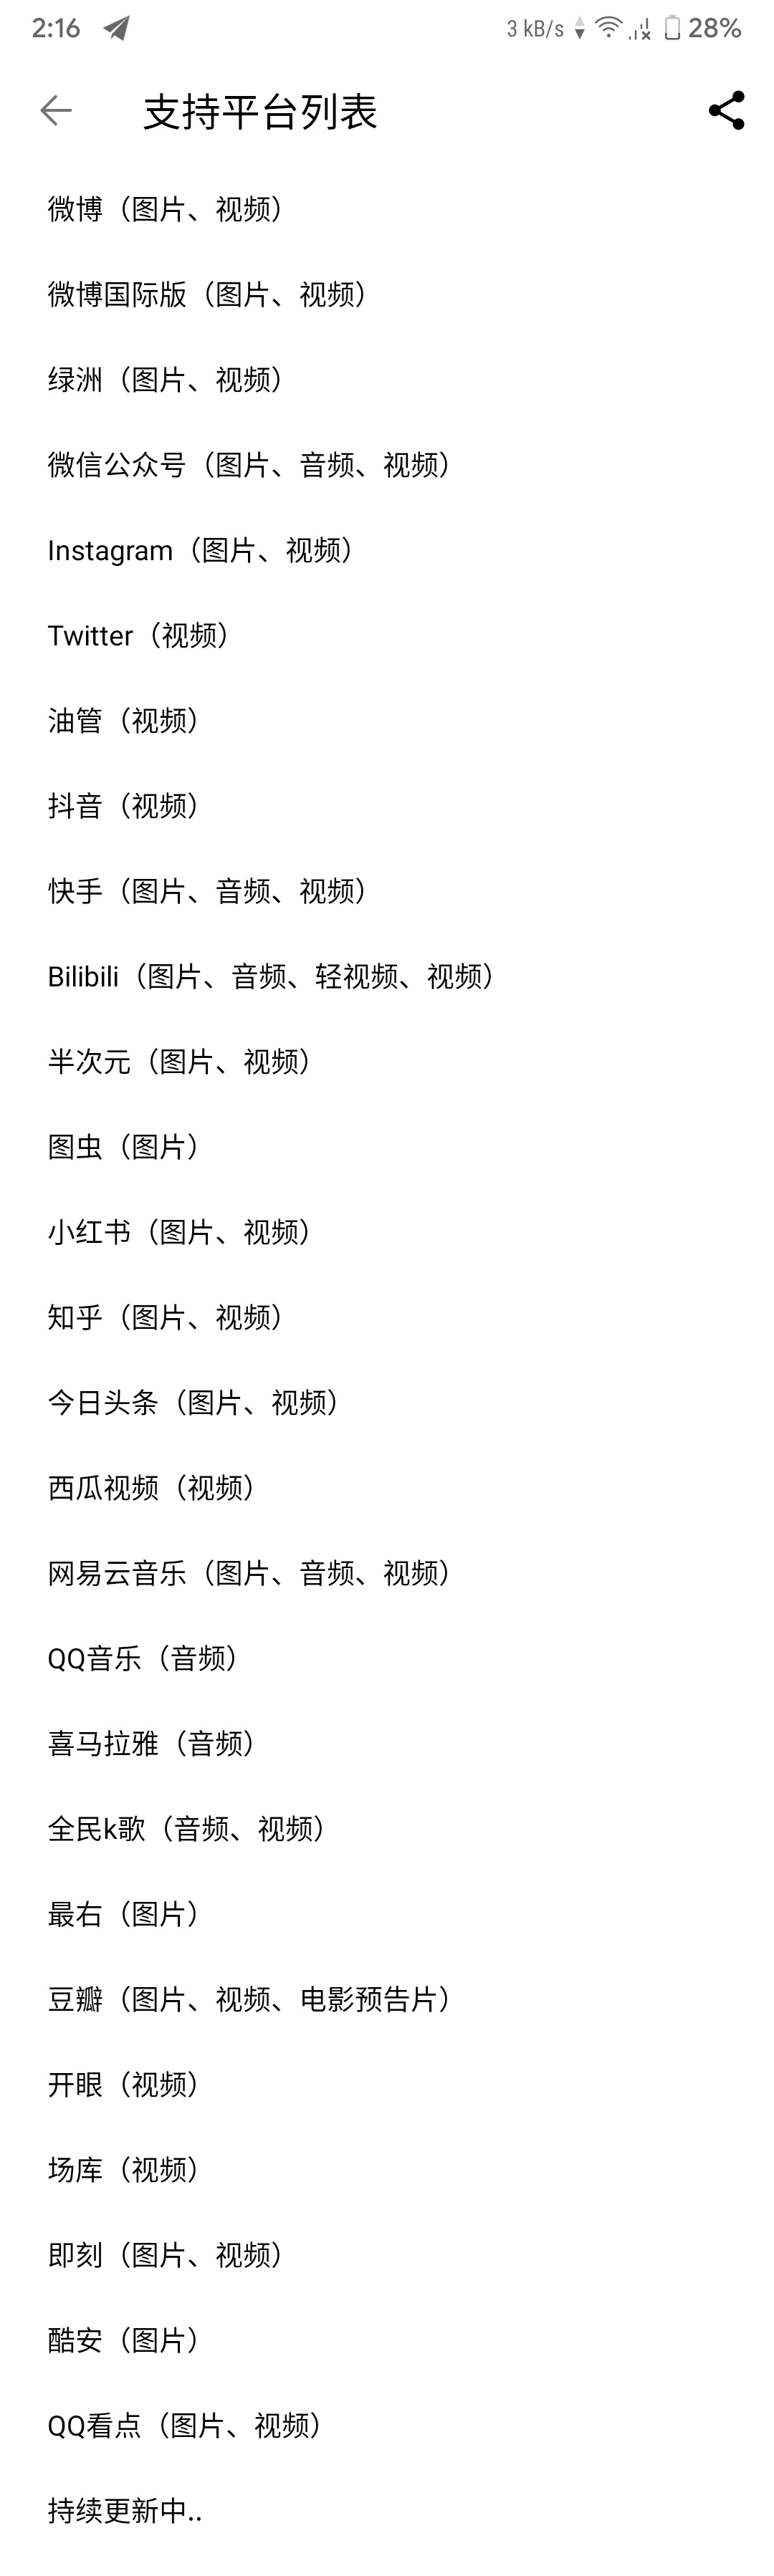 2:16
3 kB/s
28%
支持平台列表
微博（图片、视频）
微博国际版（图片、视频）
绿洲（图片、视频）
微信公众号（图片、音频、视频）
Instagram（图片、视频）
Twitter（视频）
油管（视频）
抖音（视频）
快手（图片、音频、视频）
Bilibili（图片、音频、轻视频、视频）
半次元（图片、视频）
图虫（图片）
小红书（图片、视频）
知乎（图片、视频）
今日头条（图片、视频）
西瓜视频（视频）
网易云音乐（图片、音频、视频）
QQ音乐（音频）
喜马拉雅（音频）
全民k歌（音频、视频）
最右（图片）
豆瓣（图片、视频、电影预告片）
开眼（视频）
场库（视频）
即刻（图片、视频）
酷安（图片）
QQ看点（图片、视频）
持续更新中..